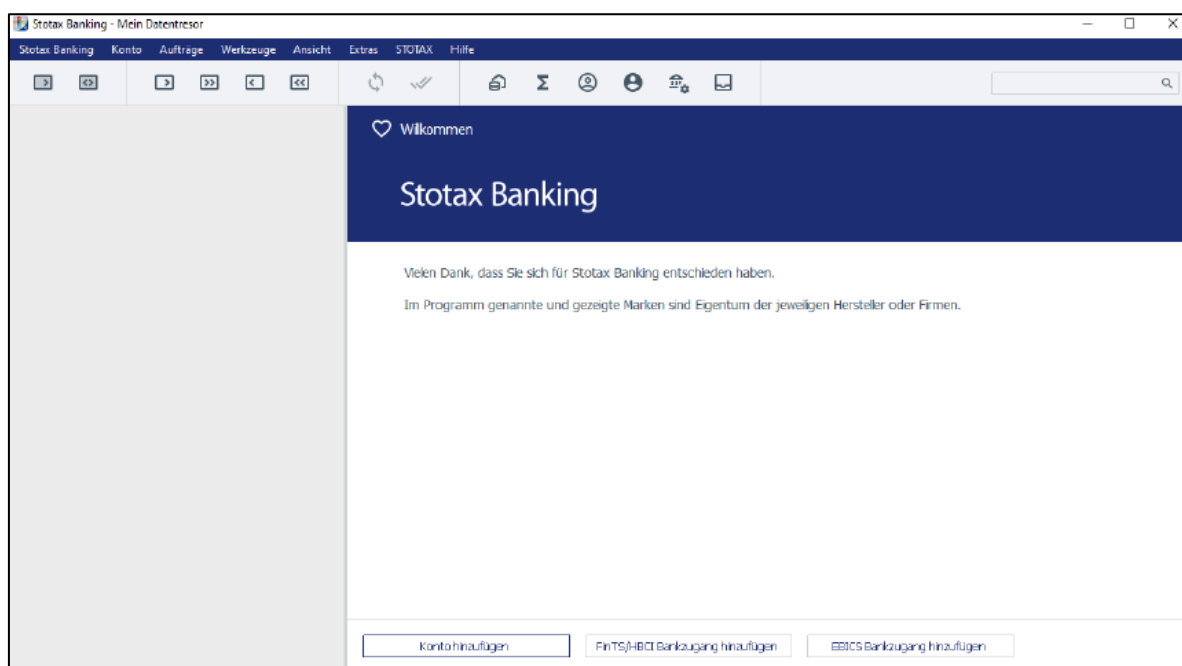 Stotax Banking - Mein Datentresor
Stotax Banking Konto Aufträge Werkzeuge Ansicht Extras STOTAX Hilfe
Willkommen
Stotax Banking
Vielen Dank, dass Sie sich für Stotax Banking entschieden haben.
Im Programm genannte und gezeigte Marken sind Eigentum der jeweiligen Hersteller oder Firmen.
Konto hinzufügen FinTS/HBCI Bankzugang hinzufügen EBICS Bankzugang hinzufügen